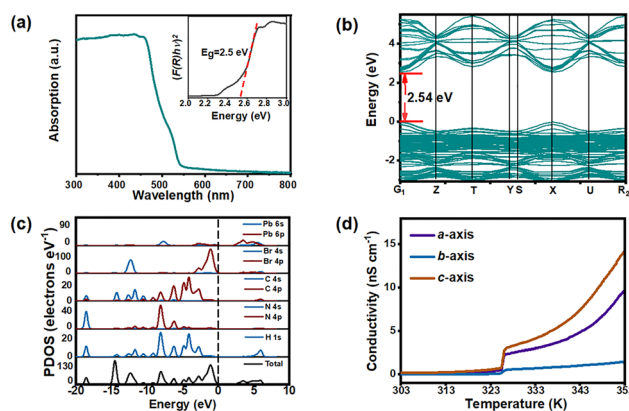 (a)
Absorption (a.u.)
(F(R)hν)²
Eg=2.5 eV
2.0 2.2 2.4 2.6 2.8 3.0
Energy (eV)
300 400 500 600 700 800
Wavelength (nm)
(b)
Energy (eV)
4
2
0
-2
2.54 eV
G₁ Z T Y S X U R₂
(c)
PDOS (electrons eV⁻¹)
90
0
100
0
20
0
40
0
20
0
130
0
Pb 6s
Pb 6p
Br 4s
Br 4p
C 4s
C 4p
N 4s
N 4p
H 1s
Total
-20 -15 -10 -5 0 5 10
Energy (eV)
(d)
Conductivity (nS cm⁻¹)
15
10
5
0
a-axis
b-axis
c-axis
303 313 323 333 343 35
Temperature (K)